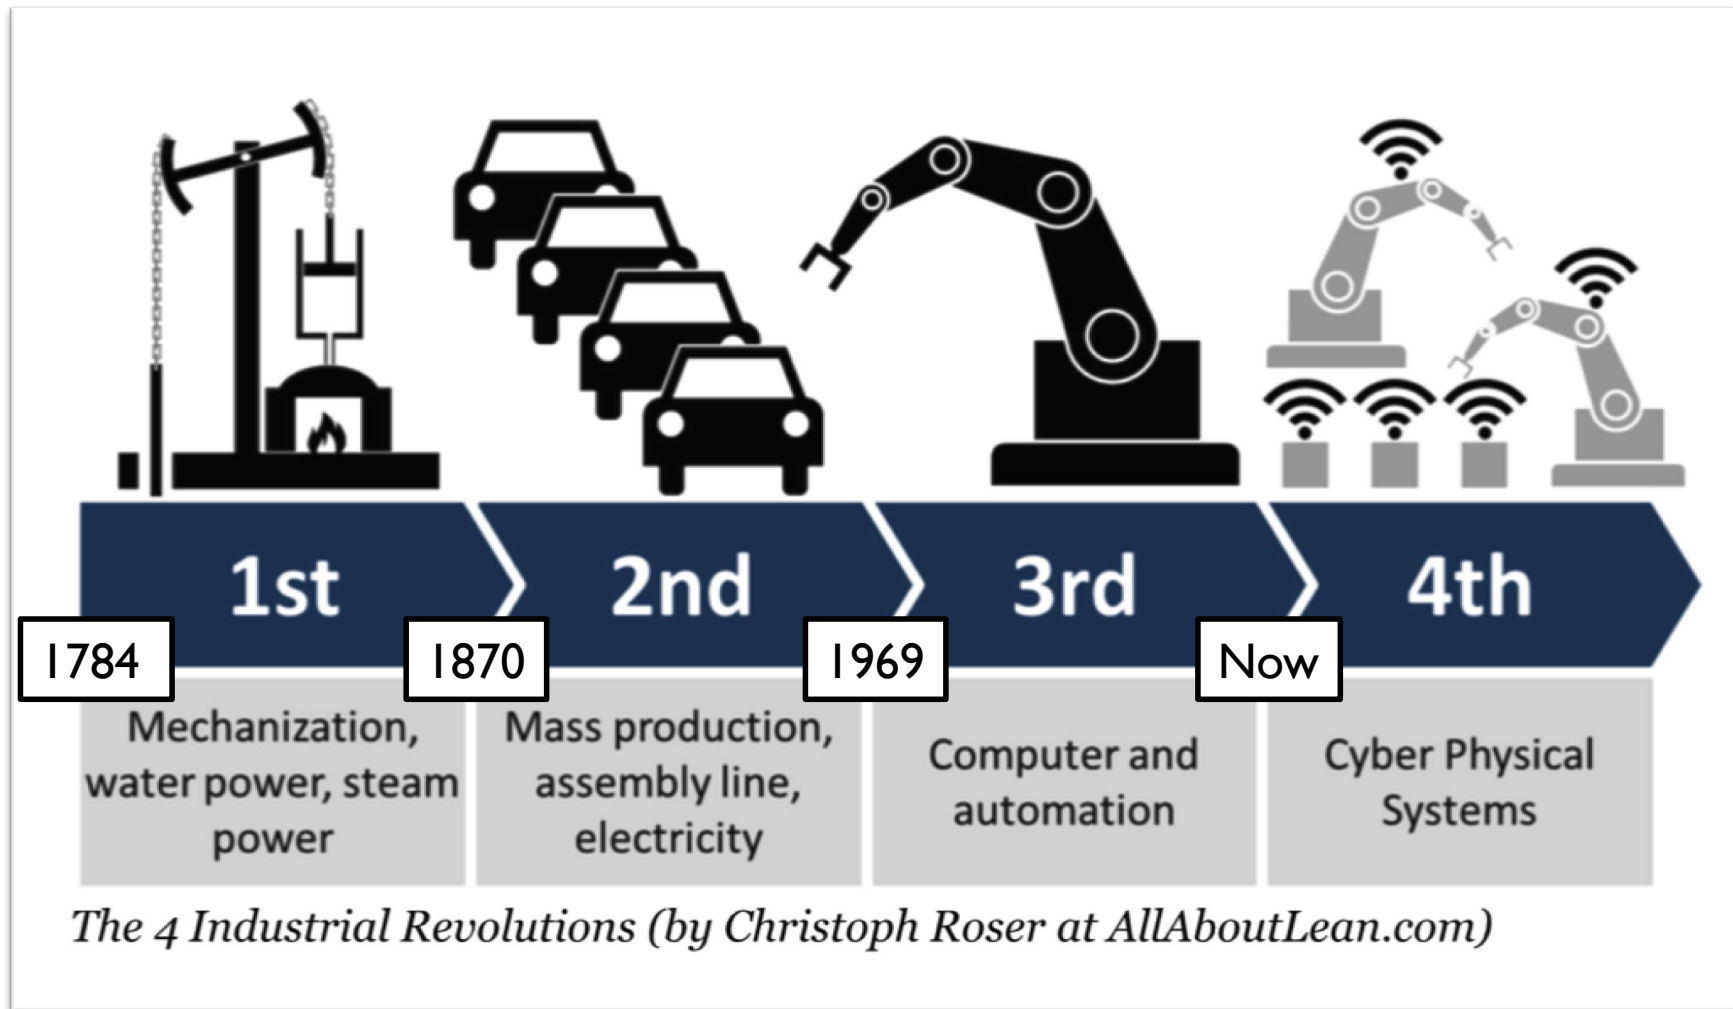 1st
2nd
3rd
4th
1784
1870
1969
Now
Mechanization,
water power, steam
power
Mass production,
assembly line,
electricity
Computer and
automation
Cyber Physical
Systems
The 4 Industrial Revolutions (by Christoph Roser at AllAboutLean.com)